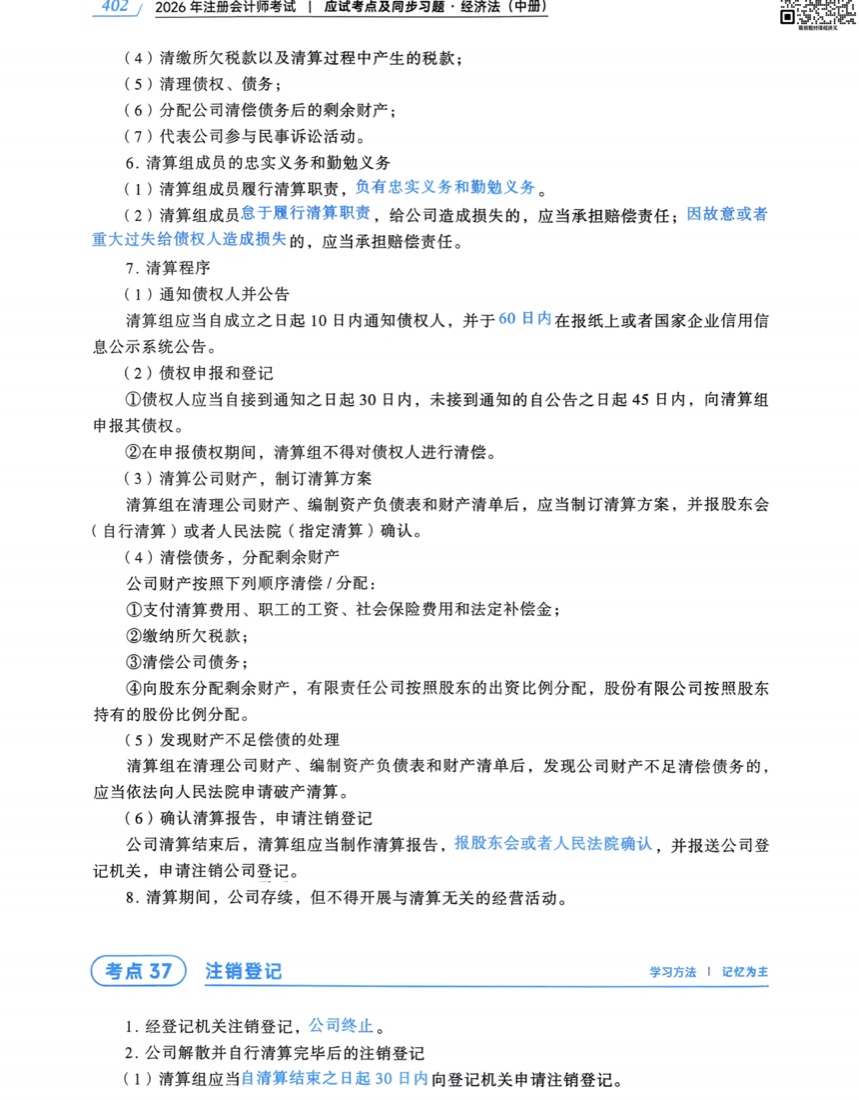 402 2026 年注册会计师考试 | 应试考点及同步习题·经济法（中册）
（4）清缴所欠税款以及清算过程中产生的税款；
（5）清理债权、债务；
（6）分配公司清偿债务后的剩余财产；
（7）代表公司参与民事诉讼活动。
6. 清算组成员的忠实义务和勤勉义务
（1）清算组成员履行清算职责，负有忠实义务和勤勉义务。
（2）清算组成员怠于履行清算职责，给公司造成损失的，应当承担赔偿责任；因故意或者
重大过失给债权人造成损失的，应当承担赔偿责任。
7. 清算程序
（1）通知债权人并公告
清算组应当自成立之日起 10 日内通知债权人，并于 60 日内在报纸上或者国家企业信用信
息公示系统公告。
（2）债权申报和登记
①债权人应当自接到通知之日起 30 日内，未接到通知的自公告之日起 45 日内，向清算组
申报其债权。
②在申报债权期间，清算组不得对债权人进行清偿。
（3）清算公司财产，制订清算方案
清算组在清理公司财产、编制资产负债表和财产清单后，应当制订清算方案，并报股东会
（自行清算）或者人民法院（指定清算）确认。
（4）清偿债务，分配剩余财产
公司财产按照下列顺序清偿 / 分配：
①支付清算费用、职工的工资、社会保险费用和法定补偿金；
②缴纳所欠税款；
③清偿公司债务；
④向股东分配剩余财产，有限责任公司按照股东的出资比例分配，股份有限公司按照股东
持有的股份比例分配。
（5）发现财产不足偿债的处理
清算组在清理公司财产、编制资产负债表和财产清单后，发现公司财产不足清偿债务的，
应当依法向人民法院申请破产清算。
（6）确认清算报告，申请注销登记
公司清算结束后，清算组应当制作清算报告，报股东会或者人民法院确认，并报送公司登
记机关，申请注销公司登记。
8. 清算期间，公司存续，但不得开展与清算无关的经营活动。
考点 37 注销登记 学习方法 | 记忆为主
1. 经登记机关注销登记，公司终止。
2. 公司解散并自行清算完毕后的注销登记
（1）清算组应当自清算结束之日起 30 日内向登记机关申请注销登记。